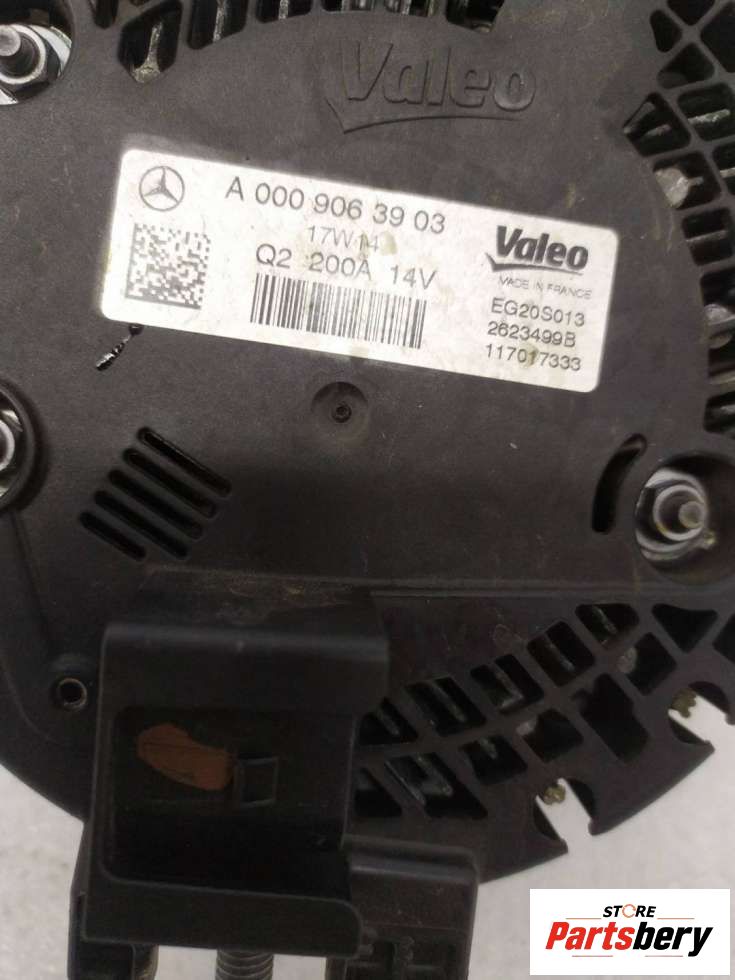 Valeo
A 000 906 39 03
17W14
Q2 200A 14V
Valeo
MADE IN FRANCE
EG20S013
2623499B
117017333
STORE
Partsbery